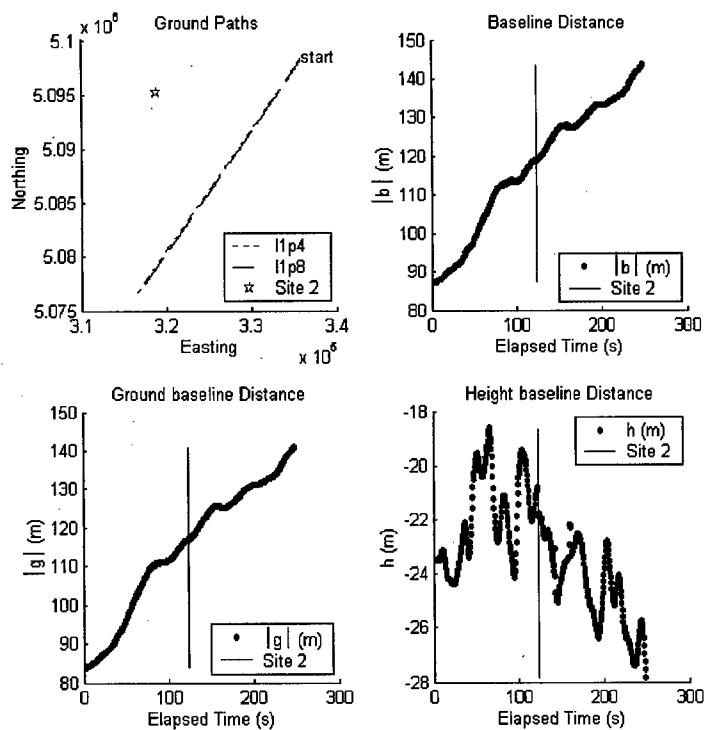 Ground Paths
x 10^6
5.1
5.095
5.09
5.085
5.08
5.075
Northing
start
l1p4
l1p8
Site 2
3.1
3.2
3.3
3.4
Easting
x 10^6
Baseline Distance
150
140
130
120
110
100
90
80
|b| (m)
|b| (m)
Site 2
0
100
200
300
Elapsed Time (s)
Ground baseline Distance
150
140
130
120
110
100
90
80
|g| (m)
|g| (m)
Site 2
0
100
200
300
Elapsed Time (s)
Height baseline Distance
-18
-20
-22
-24
-26
-28
h (m)
h (m)
Site 2
0
100
200
300
Elapsed Time (s)